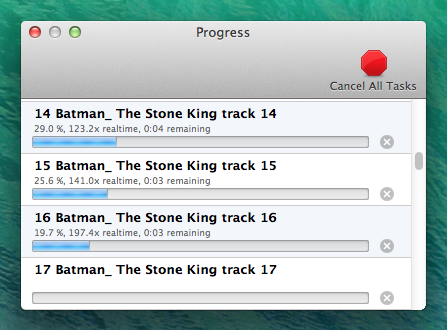 Progress
Cancel All Tasks
14 Batman_ The Stone King track 14
29.0 %, 123.2x realtime, 0:04 remaining
15 Batman_ The Stone King track 15
25.6 %, 141.0x realtime, 0:03 remaining
16 Batman_ The Stone King track 16
19.7 %, 197.4x realtime, 0:03 remaining
17 Batman_ The Stone King track 17